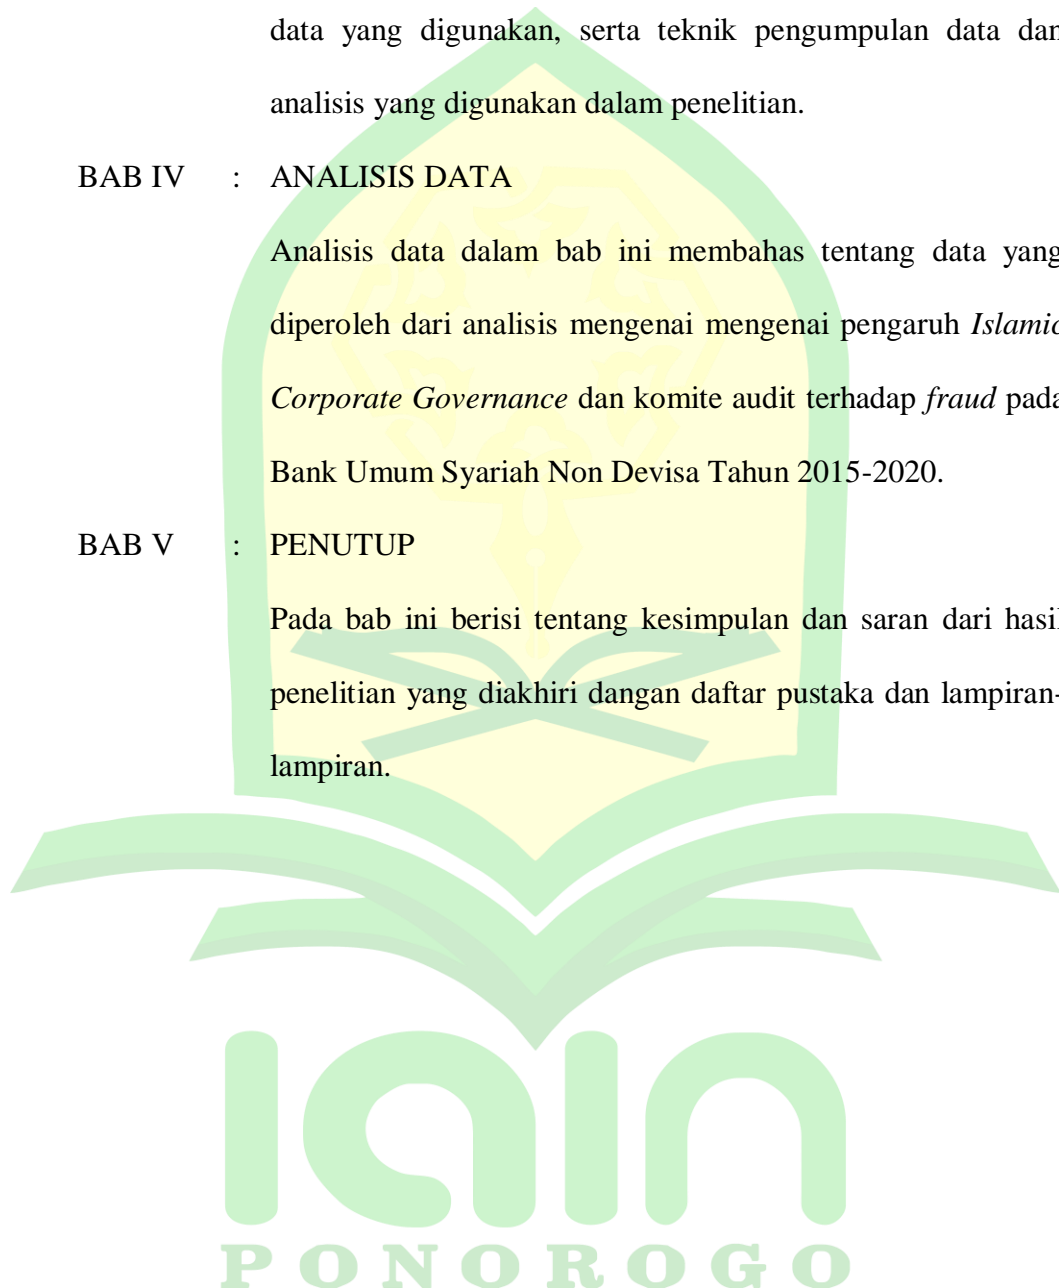 data yang digunakan, serta teknik pengumpulan data dan
analisis yang digunakan dalam penelitian.
BAB IV : ANALISIS DATA
Analisis data dalam bab ini membahas tentang data yang
diperoleh dari analisis mengenai mengenai pengaruh Islamic
Corporate Governance dan komite audit terhadap fraud pada
Bank Umum Syariah Non Devisa Tahun 2015-2020.
BAB V : PENUTUP
Pada bab ini berisi tentang kesimpulan dan saran dari hasil
penelitian yang diakhiri dangan daftar pustaka dan lampiran-
lampiran.
IAIN
PONOROGO